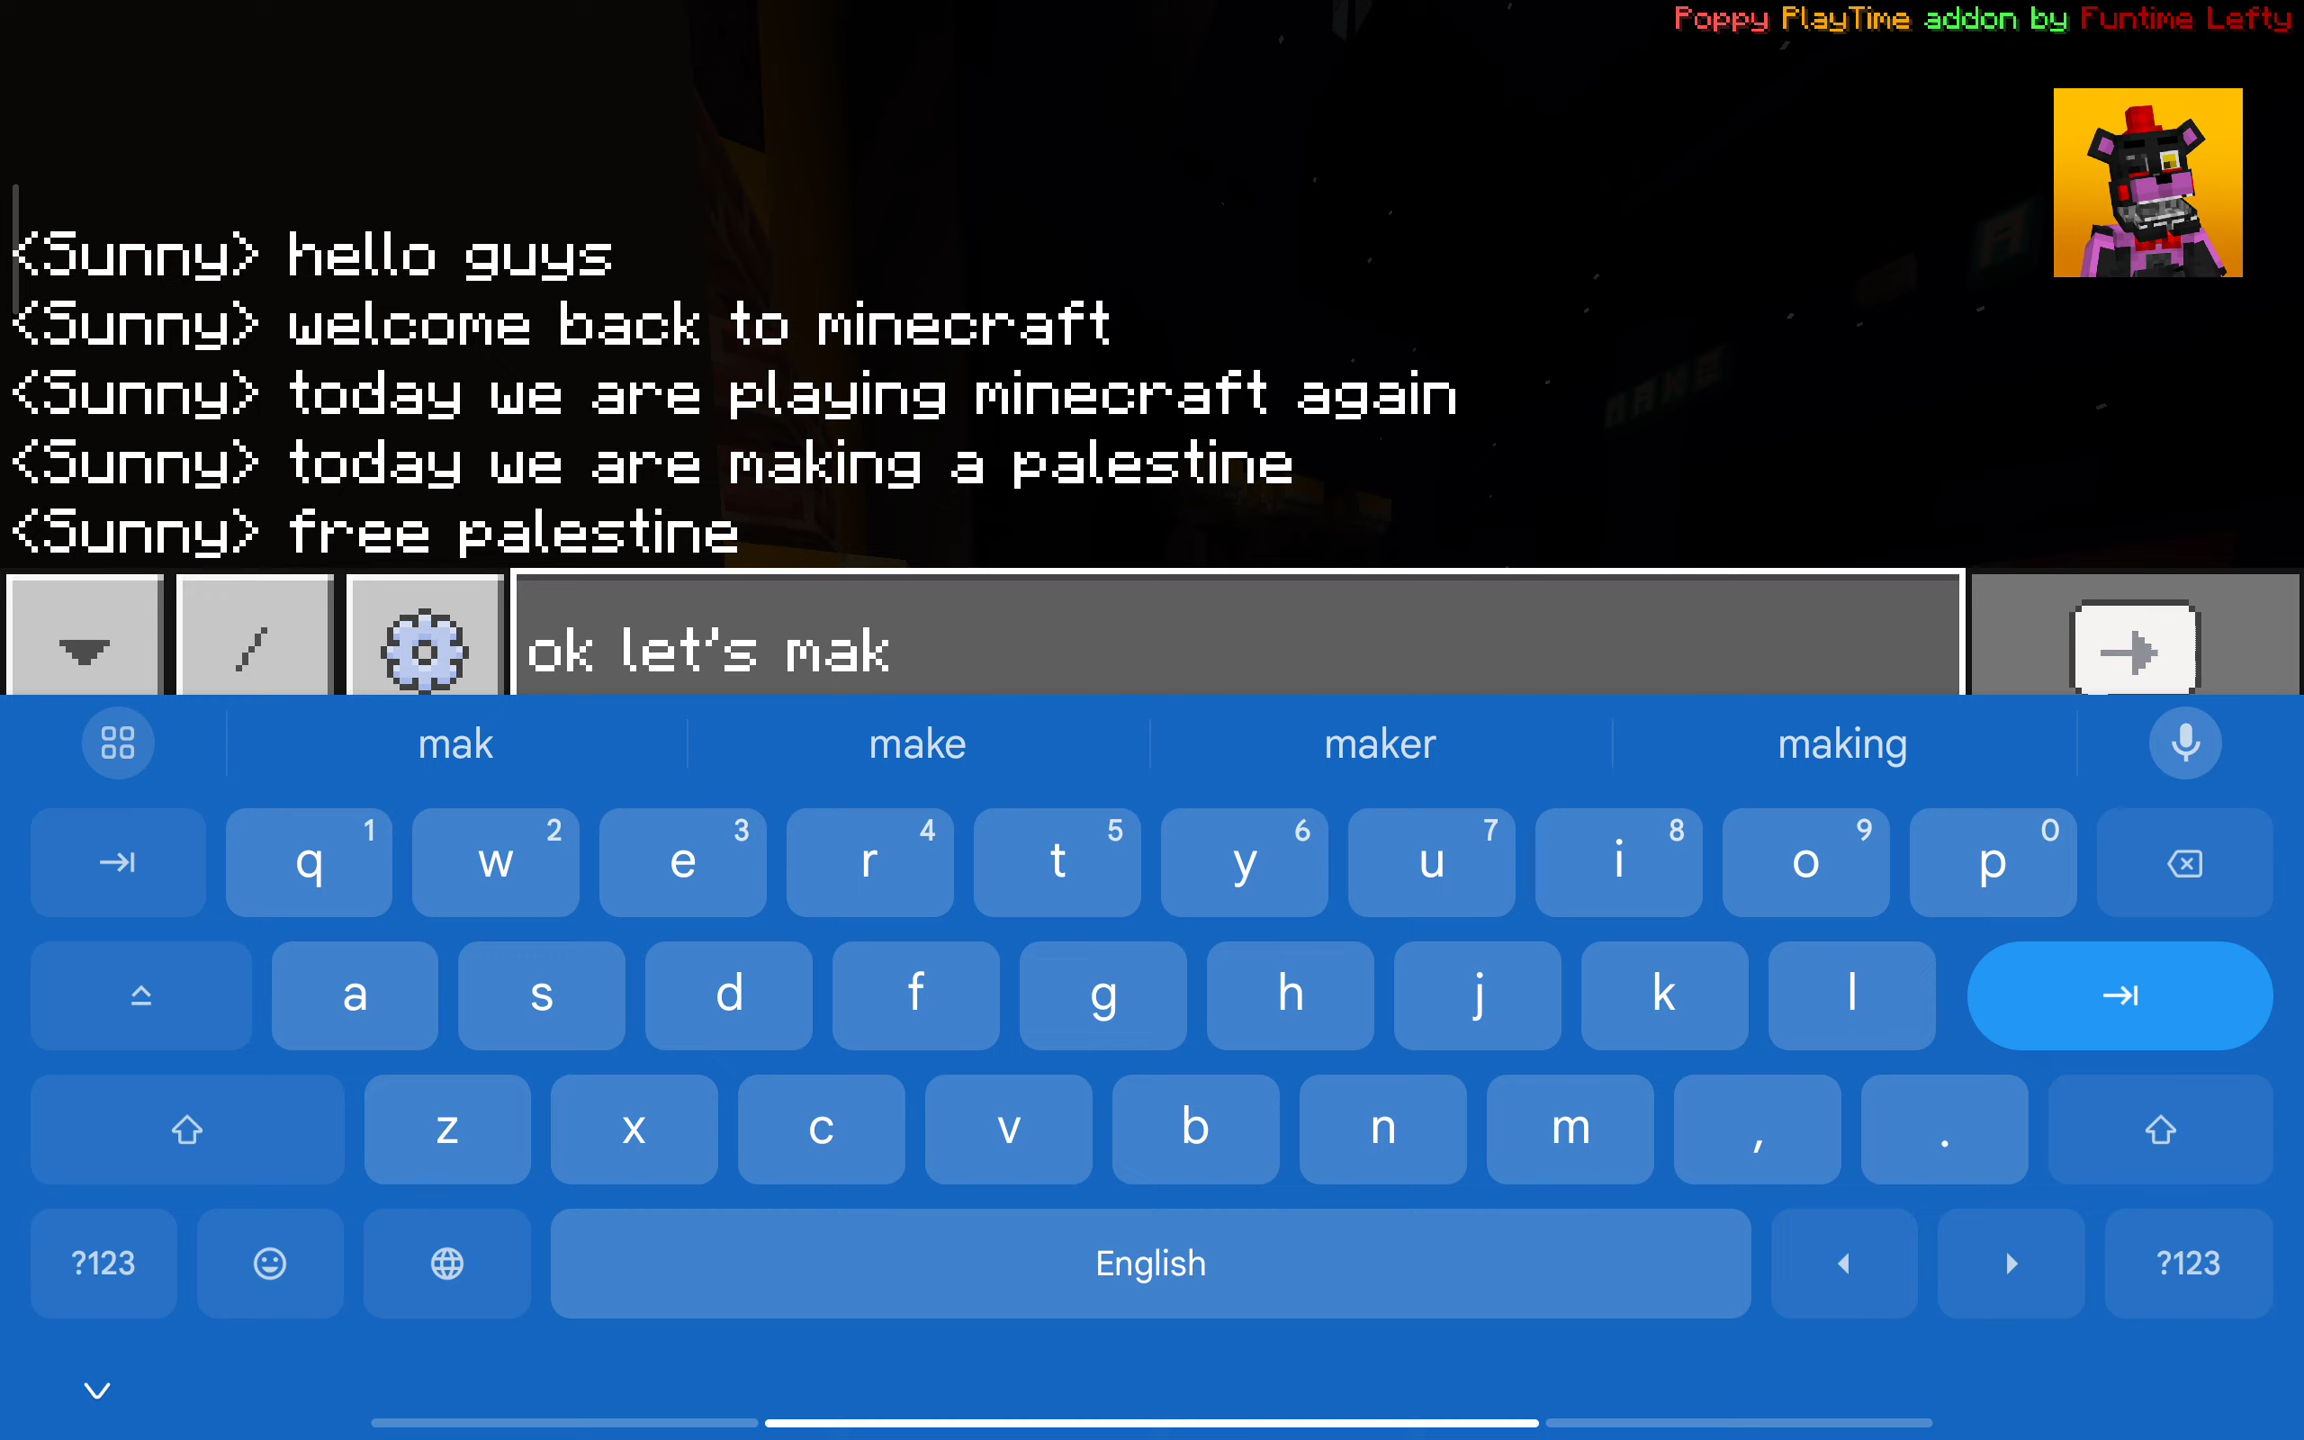 Poppy PlayTime addon by Funtime Lefty
<Sunny> hello guys
<Sunny> welcome back to minecraft
<Sunny> today we are playing minecraft again
<Sunny> today we are making a palestine
<Sunny> free palestine
/ ok let's mak
mak make maker making
q 1 w 2 e 3 r 4 t 5 y 6 u 7 i 8 o 9 p 0
a s d f g h j k l
z x c v b n m , .
?123 English ?123